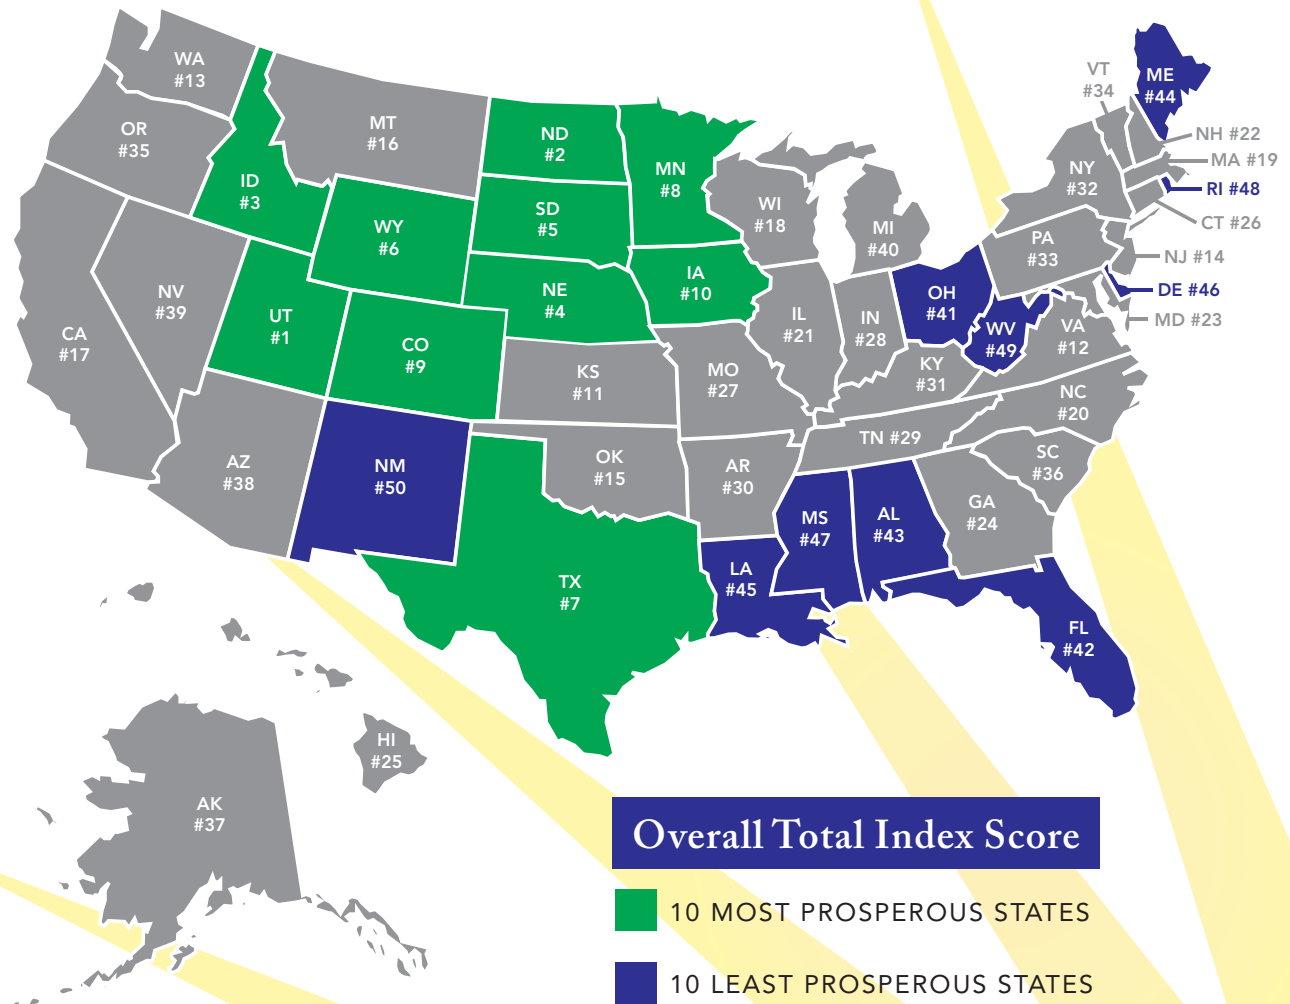 WA
#13
OR
#35
ID
#3
MT
#16
ND
#2
MN
#8
SD
#5
WY
#6
NE
#4
IA
#10
WI
#18
MI
#40
VT
#34
ME
#44
NH #22
MA #19
RI #48
CT #26
NY
#32
PA
#33
NJ #14
DE #46
MD #23
CA
#17
NV
#39
UT
#1
CO
#9
KS
#11
MO
#27
IL
#21
IN
#28
OH
#41
WV
#49
VA
#12
KY
#31
NC
#20
TN #29
SC
#36
AZ
#38
NM
#50
OK
#15
AR
#30
MS
#47
AL
#43
GA
#24
LA
#45
TX
#7
FL
#42
HI
#25
AK
#37
Overall Total Index Score
10 MOST PROSPEROUS STATES
10 LEAST PROSPEROUS STATES